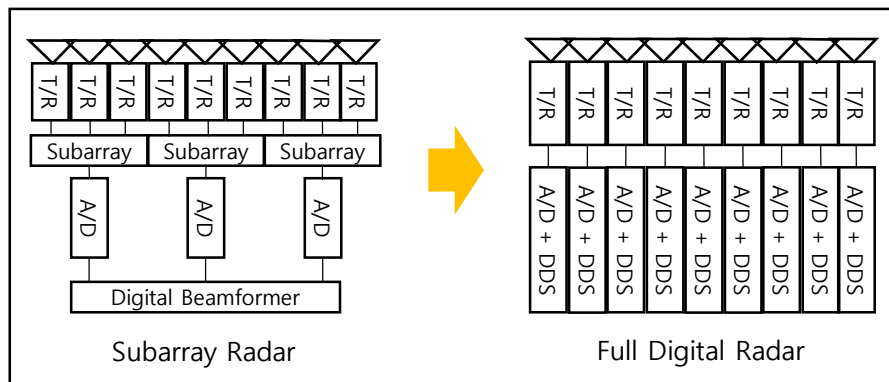 T/R T/R T/R T/R T/R T/R T/R T/R T/R
Subarray Subarray Subarray
A/D A/D A/D
Digital Beamformer
Subarray Radar
T/R T/R T/R T/R T/R T/R T/R T/R T/R
A/D + DDS A/D + DDS A/D + DDS A/D + DDS A/D + DDS A/D + DDS A/D + DDS A/D + DDS A/D + DDS
Full Digital Radar